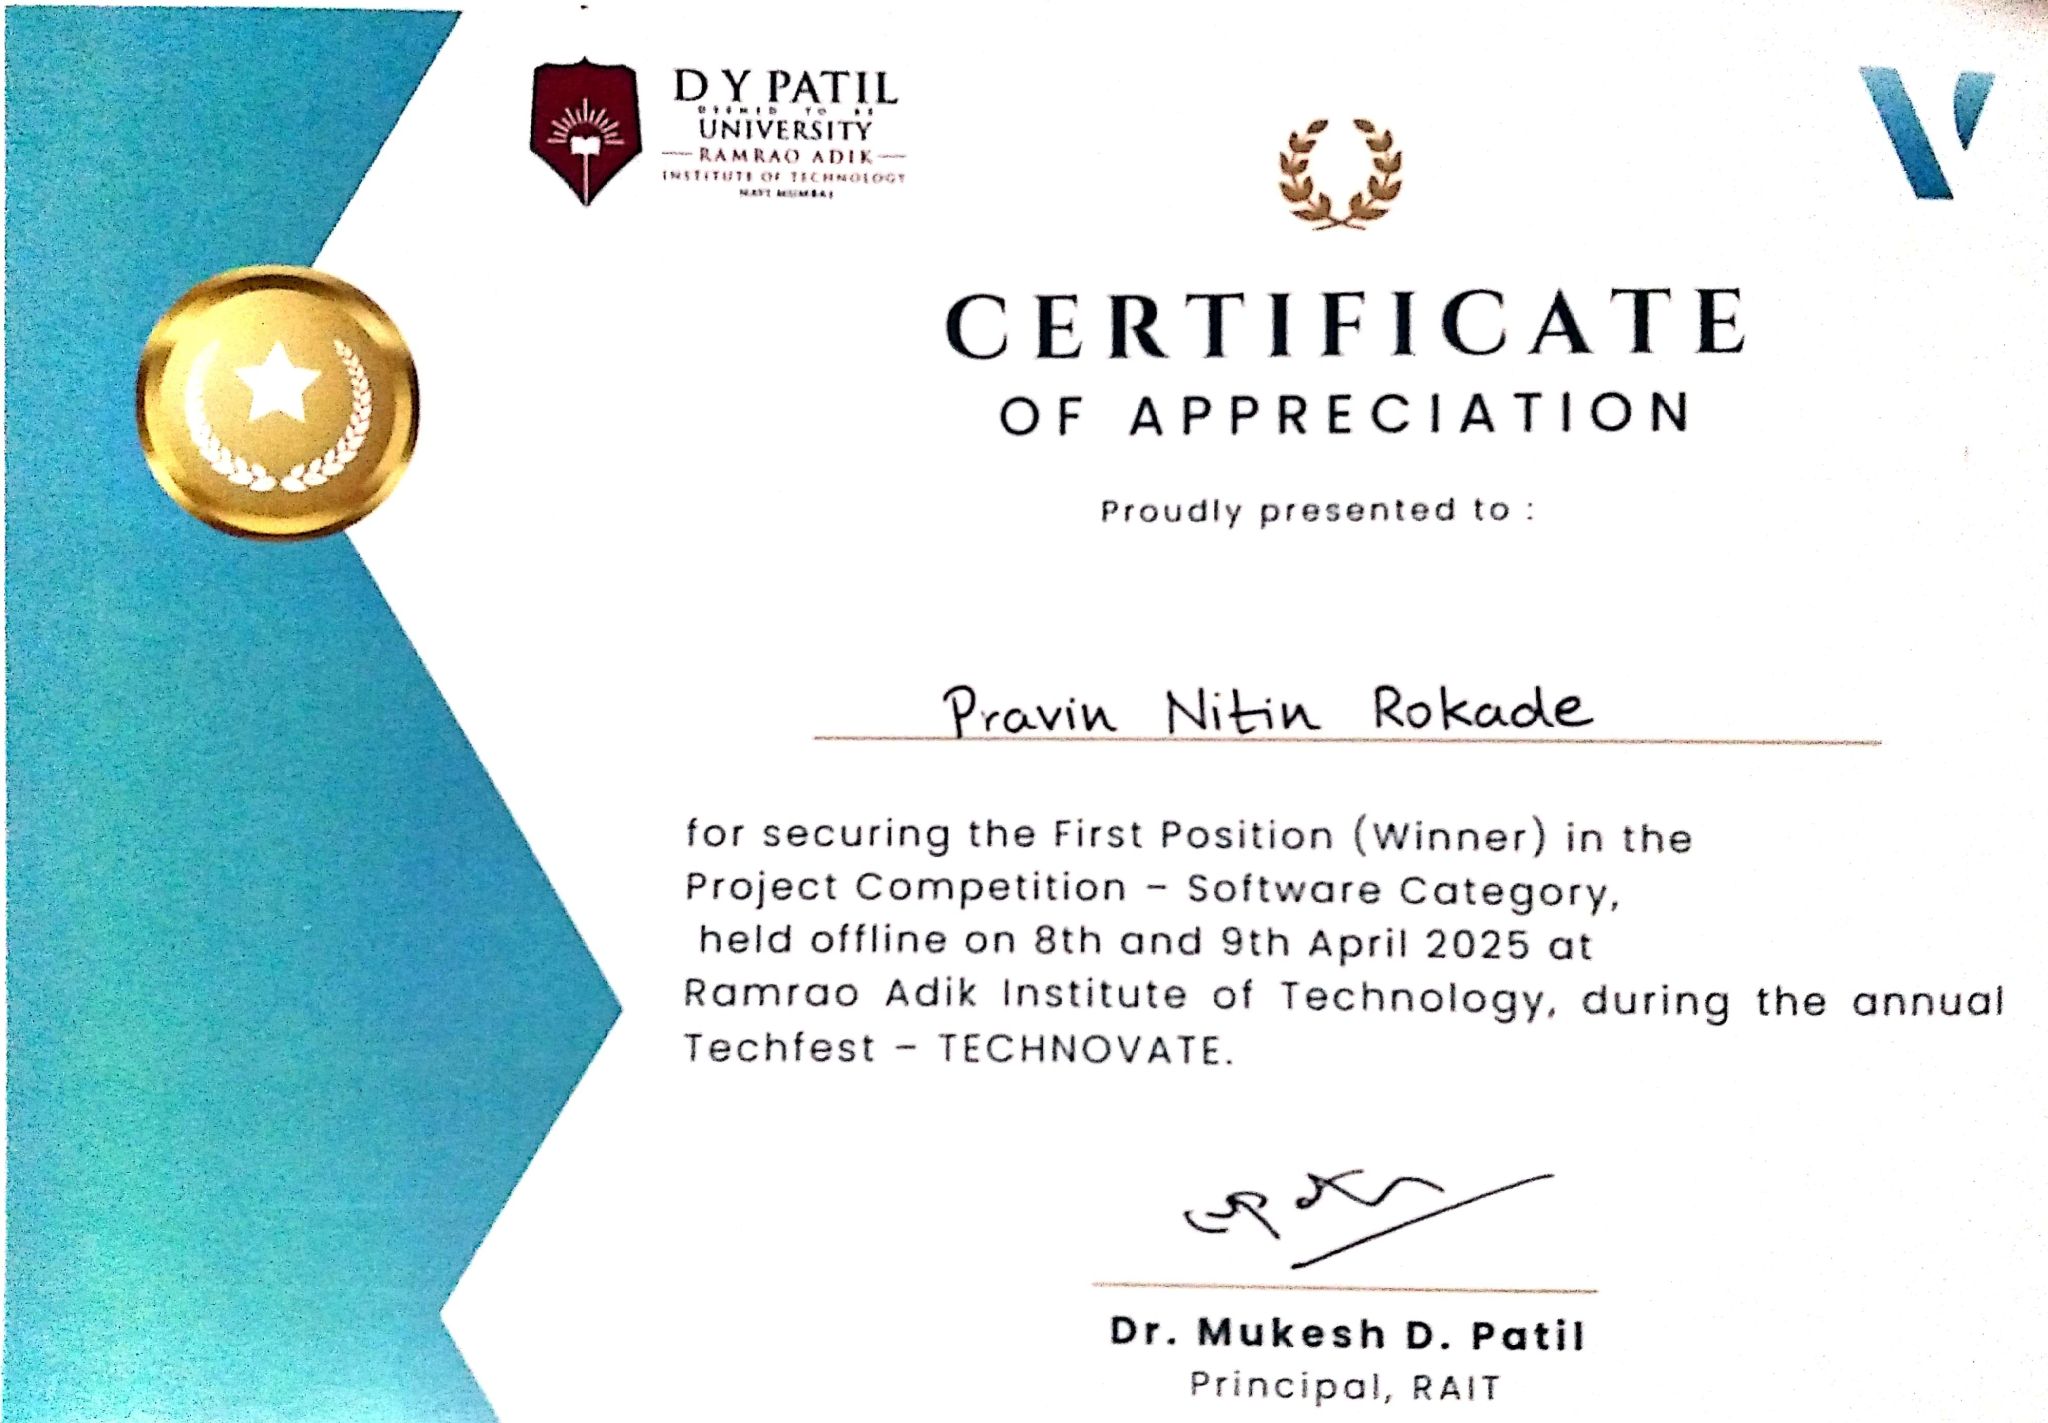 D Y PATIL
DEEMED TO BE
UNIVERSITY
RAMRAO ADIK
INSTITUTE OF TECHNOLOGY
NAVI MUMBAI
CERTIFICATE
OF APPRECIATION
Proudly presented to :
Pravin Nitin Rokade
for securing the First Position (Winner) in the
Project Competition – Software Category,
held offline on 8th and 9th April 2025 at
Ramrao Adik Institute of Technology, during the annual
Techfest – TECHNOVATE.
Dr. Mukesh D. Patil
Principal, RAIT